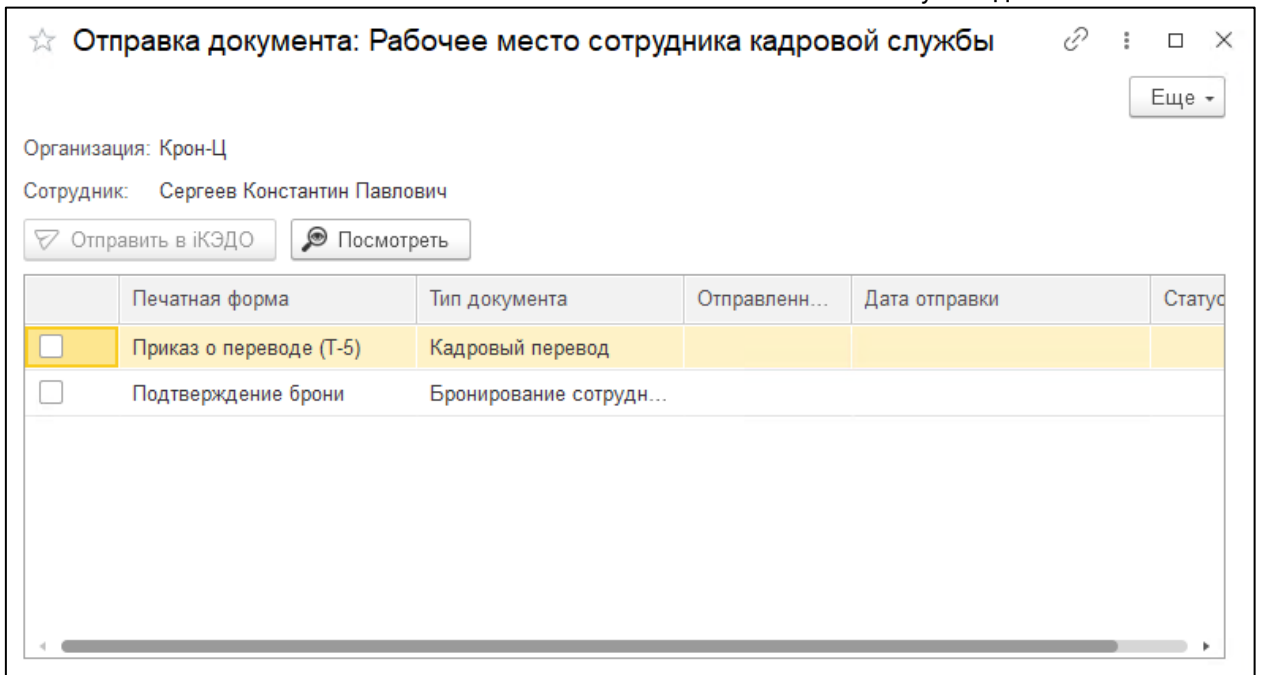 Отправка документа: Рабочее место сотрудника кадровой службы
Еще
Организация: Крон-Ц
Сотрудник: Сергеев Константин Павлович
Отправить в iКЭДО Посмотреть
Печатная форма Тип документа Отправленн... Дата отправки Статус
Приказ о переводе (Т-5) Кадровый перевод
Подтверждение брони Бронирование сотрудн...